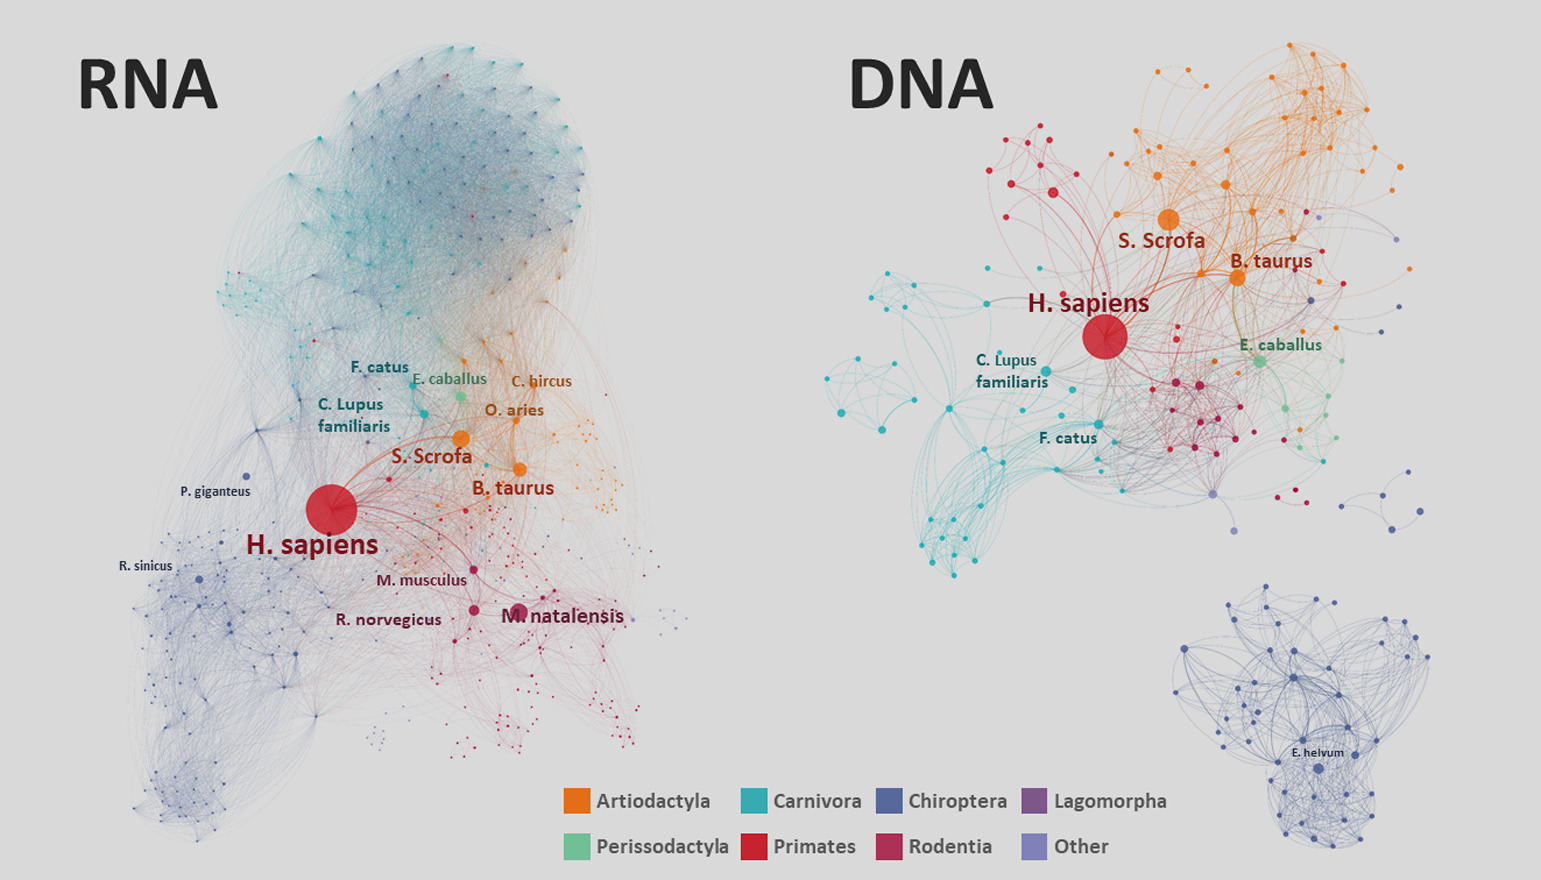 RNA
F. catus
E. caballus
C. hircus
C. Lupus
familiaris
O. aries
S. Scrofa
B. taurus
P. giganteus
H. sapiens
R. sinicus
M. musculus
R. norvegicus
M. natalensis
DNA
S. Scrofa
B. taurus
H. sapiens
E. caballus
C. Lupus
familiaris
F. catus
E. helvum
Artiodactyla
Carnivora
Chiroptera
Lagomorpha
Perissodactyla
Primates
Rodentia
Other